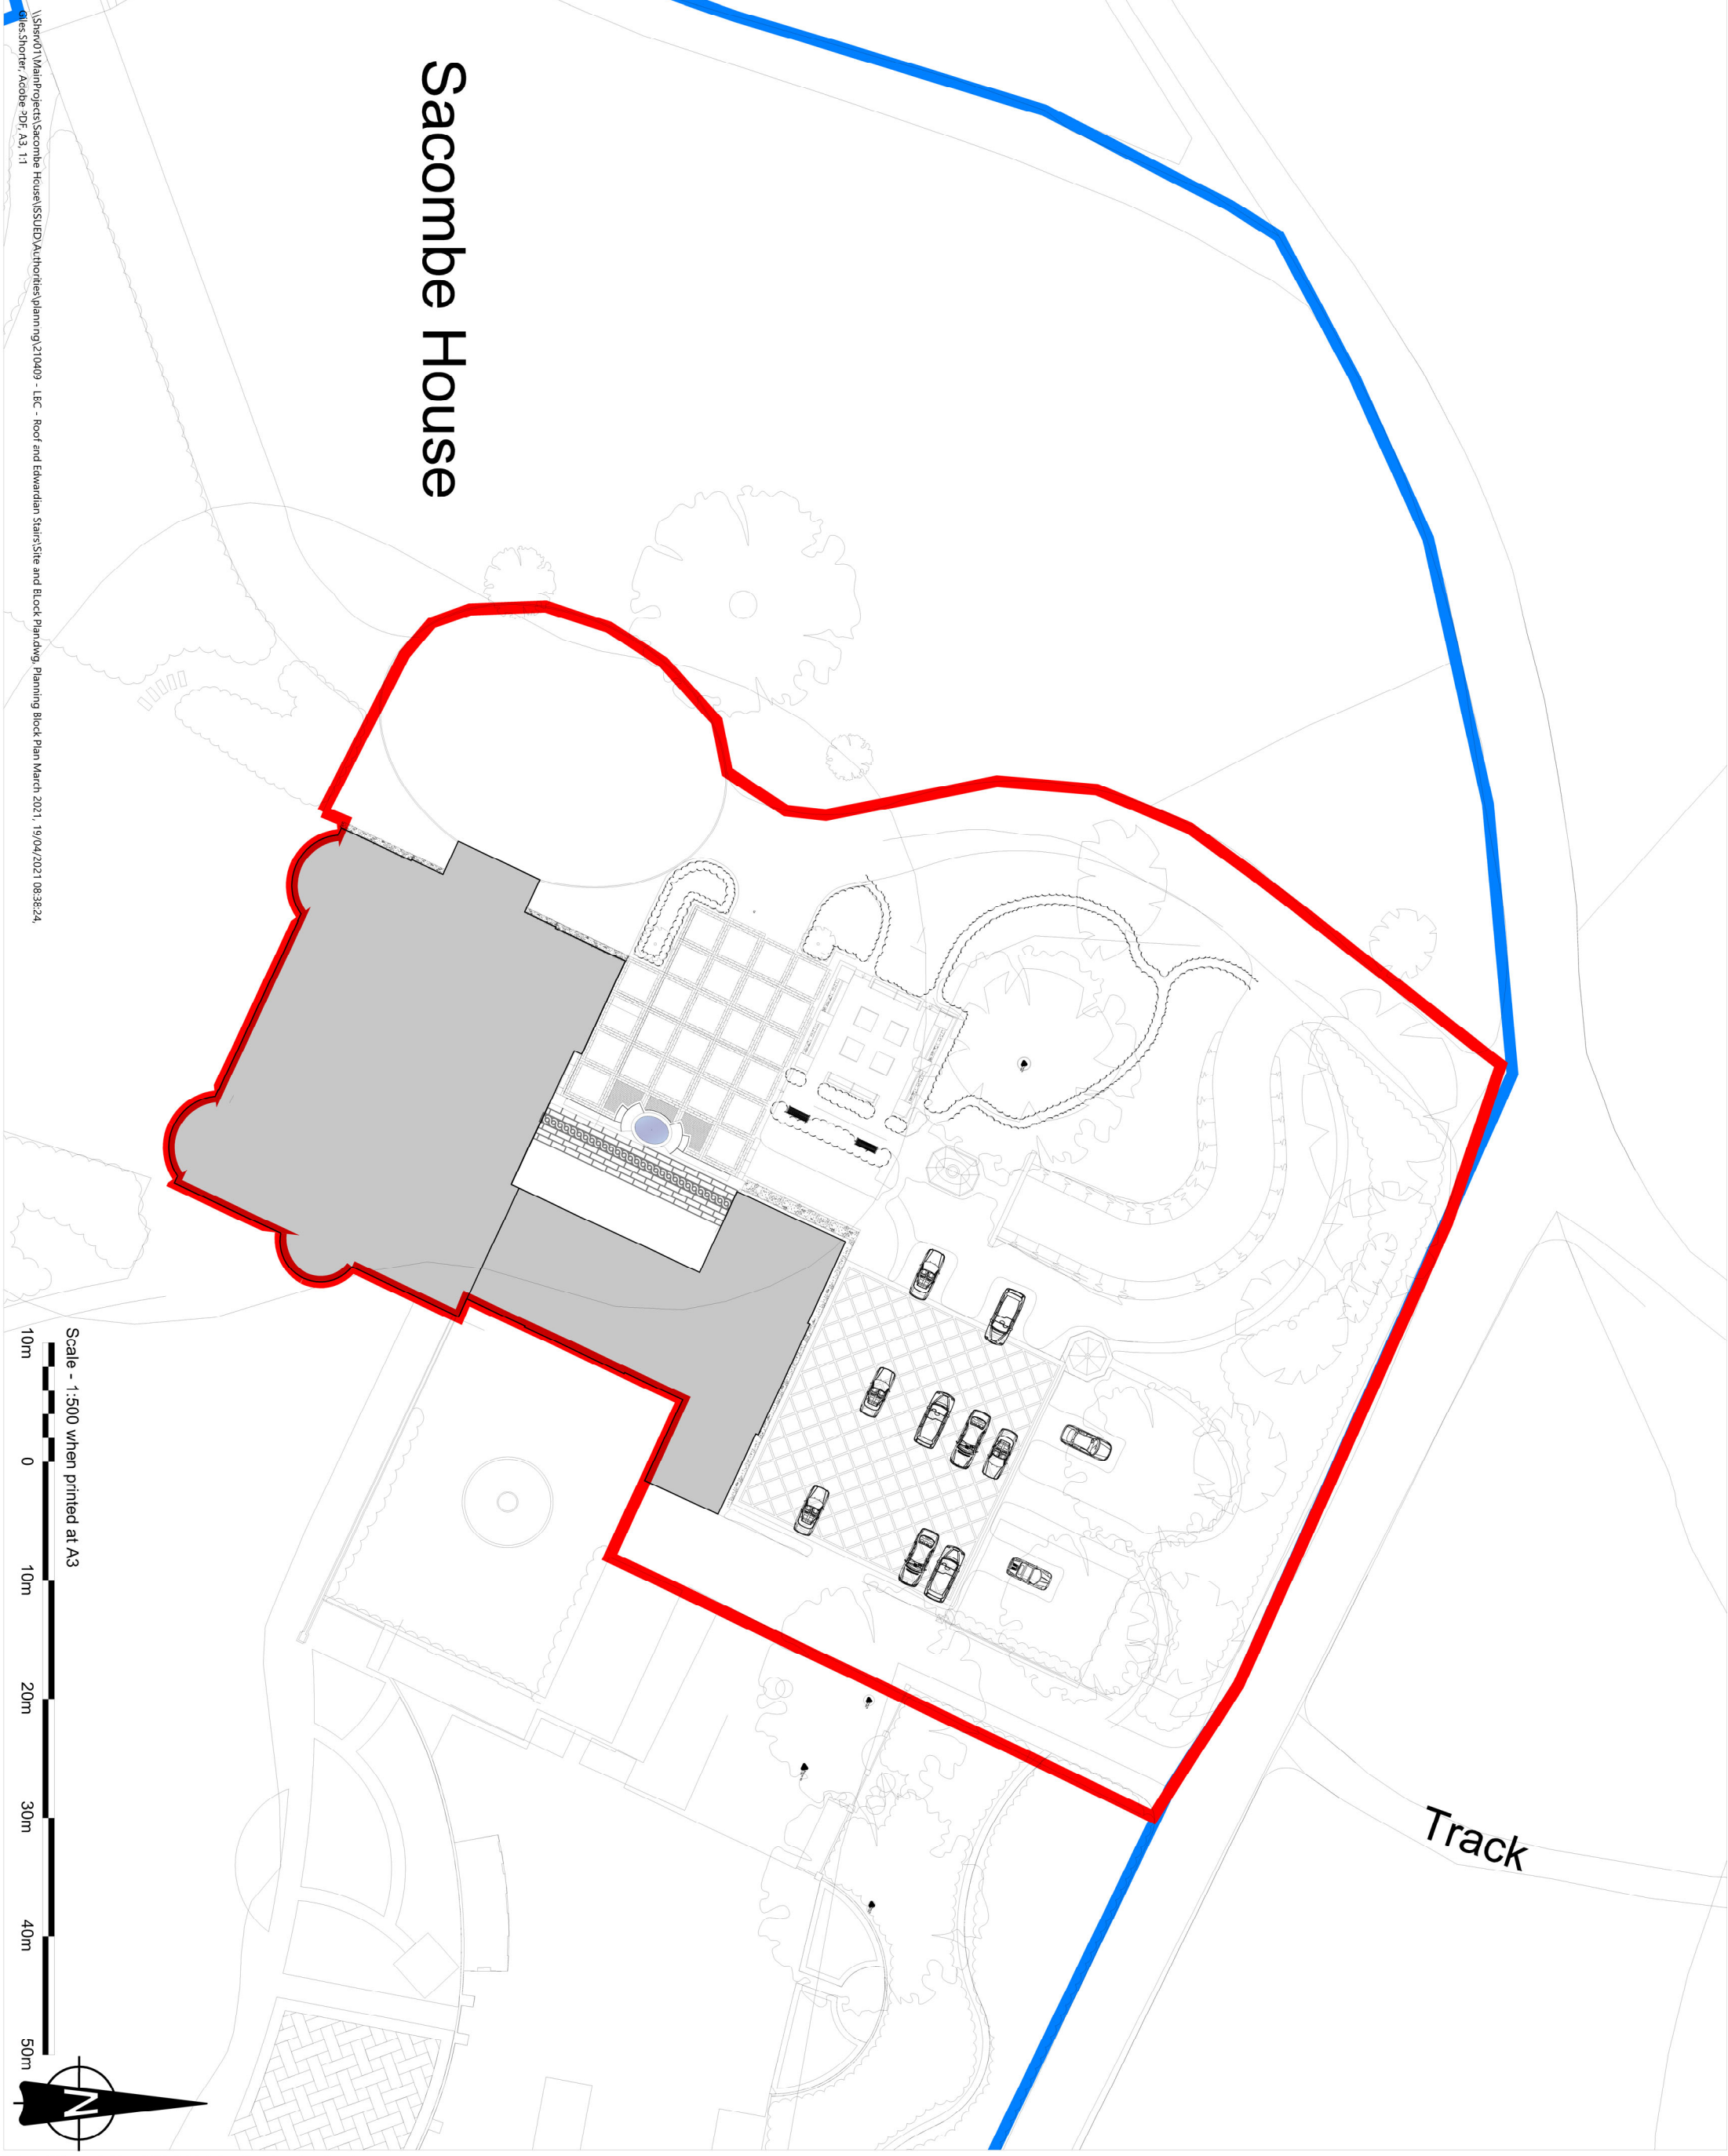 \\Shsrv01\MainProjects\Sacombe House\ISSUED\Authorities\planning\210409 - LBC - Roof and Edwardian Stairs\Site and BLock Plan.dwg, Planning Block Plan March 2021, 19/04/2021 08:38:24,
Giles.Shorter, Adobe PDF, A3, 1:1
Sacombe House
Track
Scale - 1:500 when printed at A3
10m 0 10m 20m 30m 40m 50m
N